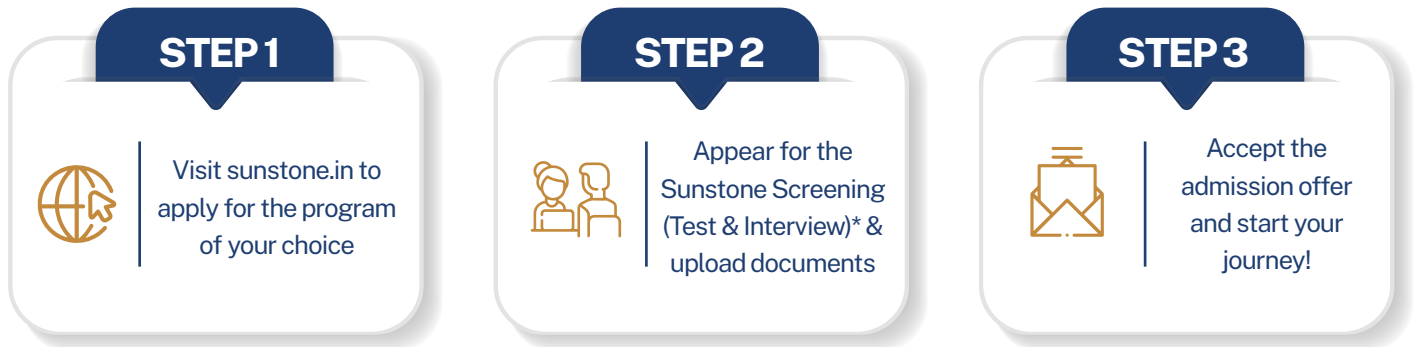 STEP 1
Visit sunstone.in to
apply for the program
of your choice
STEP 2
Appear for the
Sunstone Screening
(Test & Interview)* &
upload documents
STEP 3
Accept the
admission offer
and start your
journey!